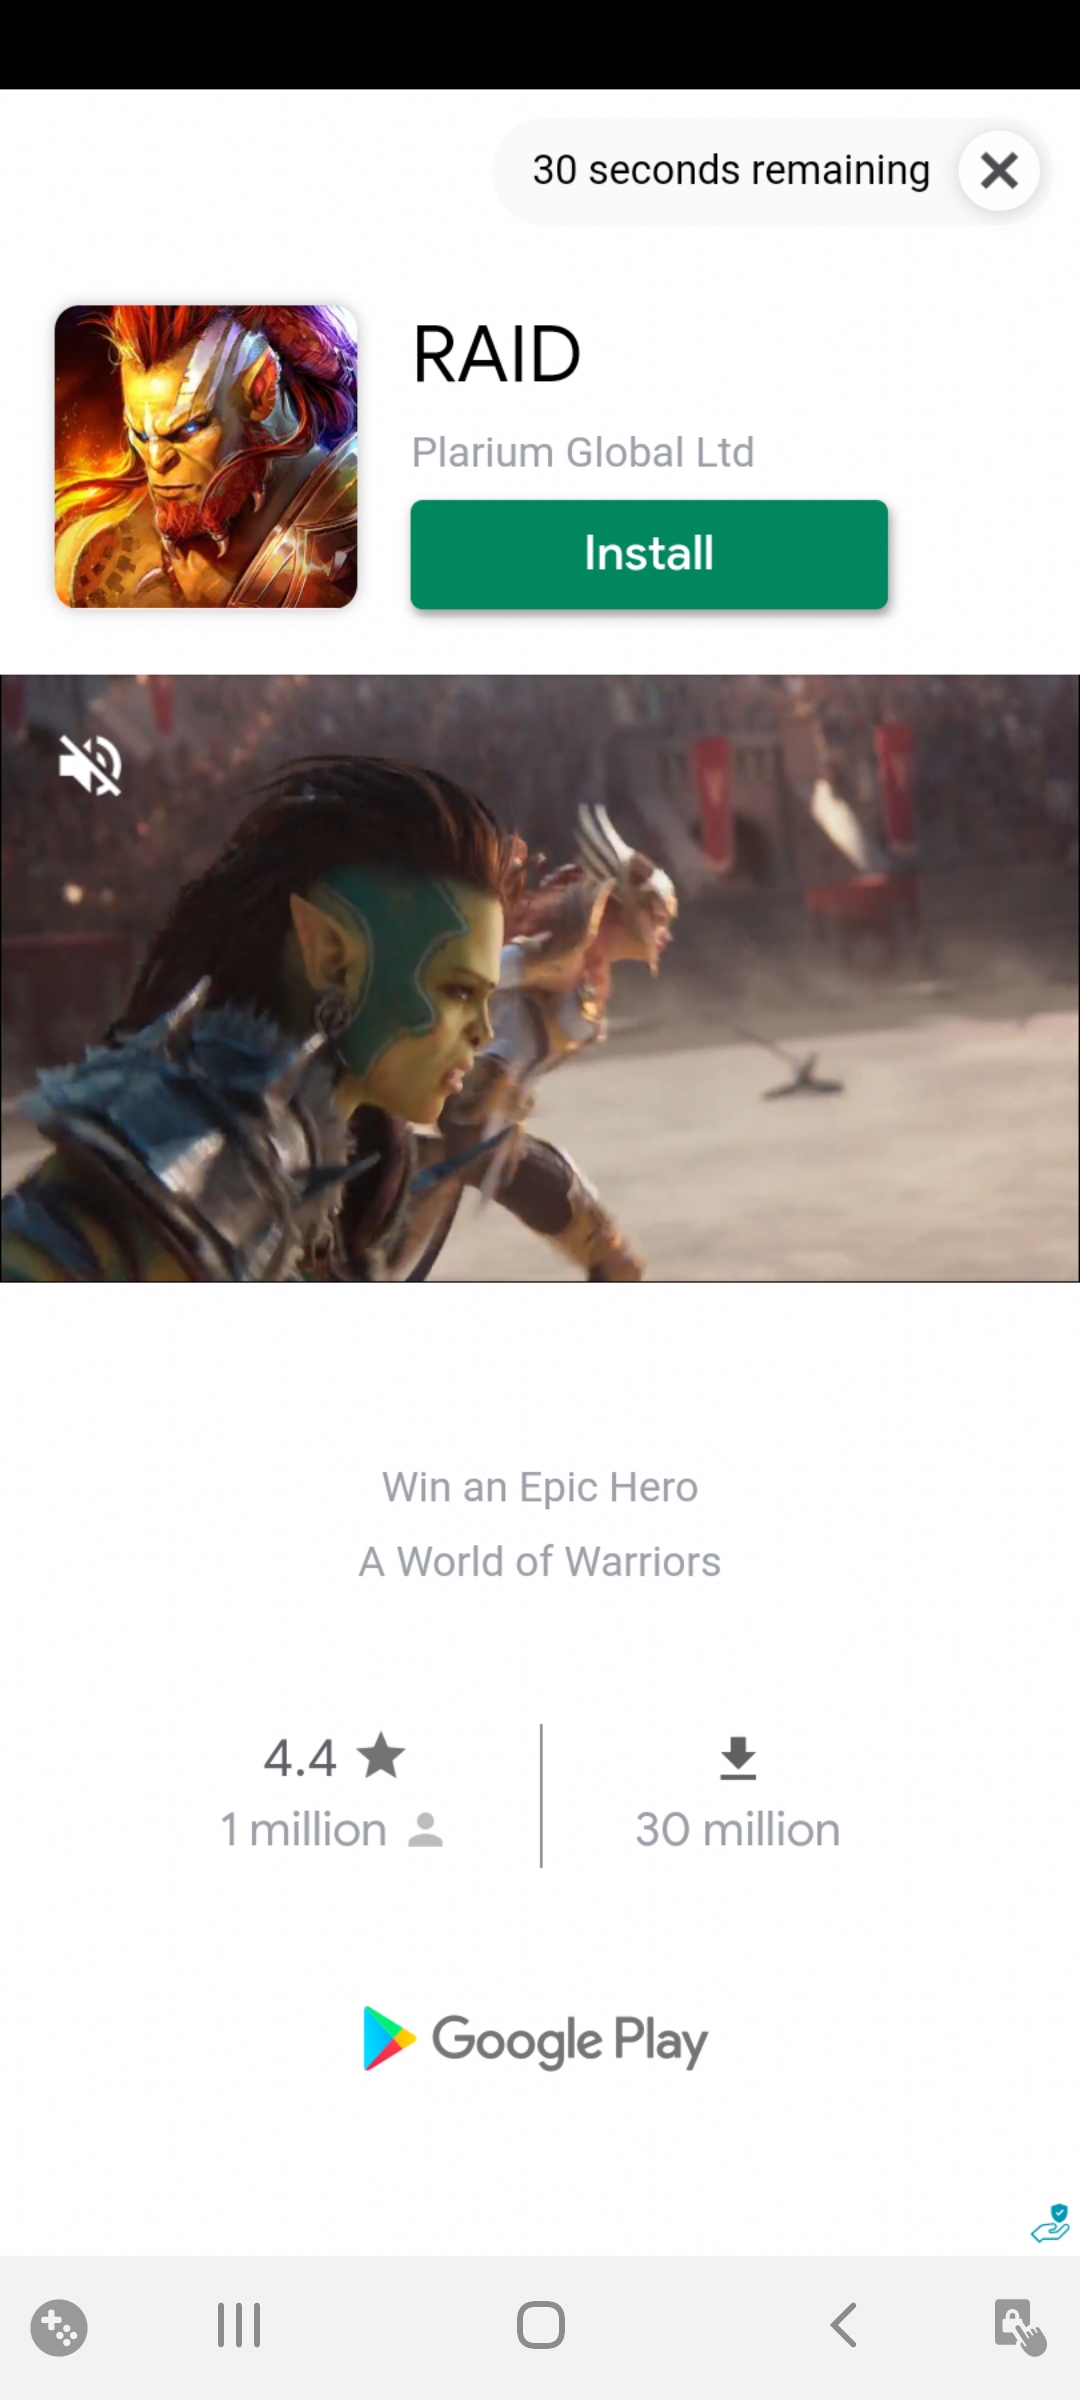 30 seconds remaining
RAID
Plarium Global Ltd
Install
Win an Epic Hero
A World of Warriors
4.4
1 million
30 million
Google Play